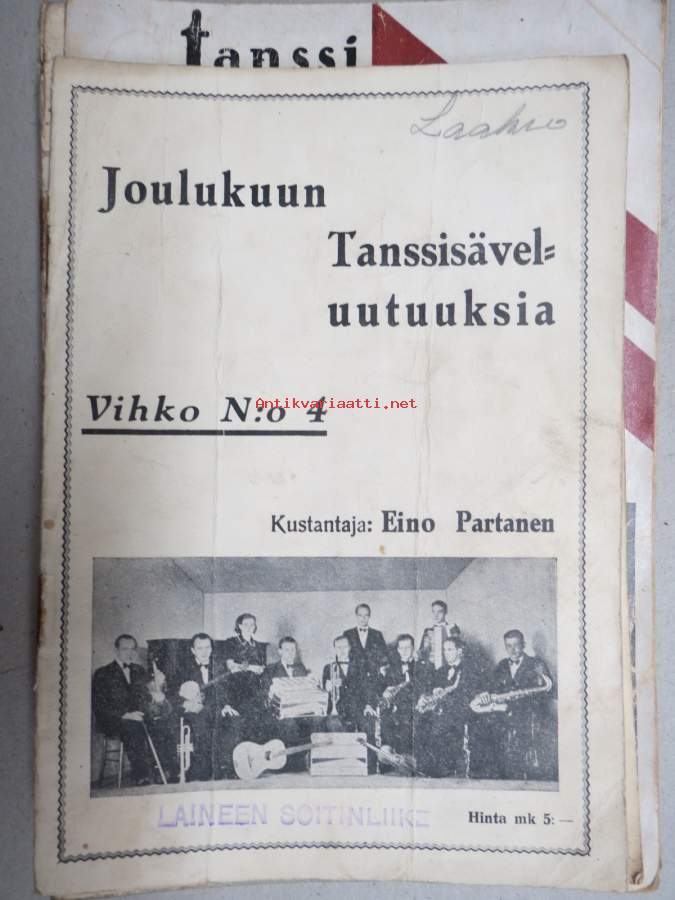 tanssi
Laakso
Joulukuun
Tanssisävel=
uutuuksia
Antikvariaatti.net
Vihko N:o 4
Kustantaja: Eino Partanen
LAINEEN SOITINLIIKE
Hinta mk 5: —